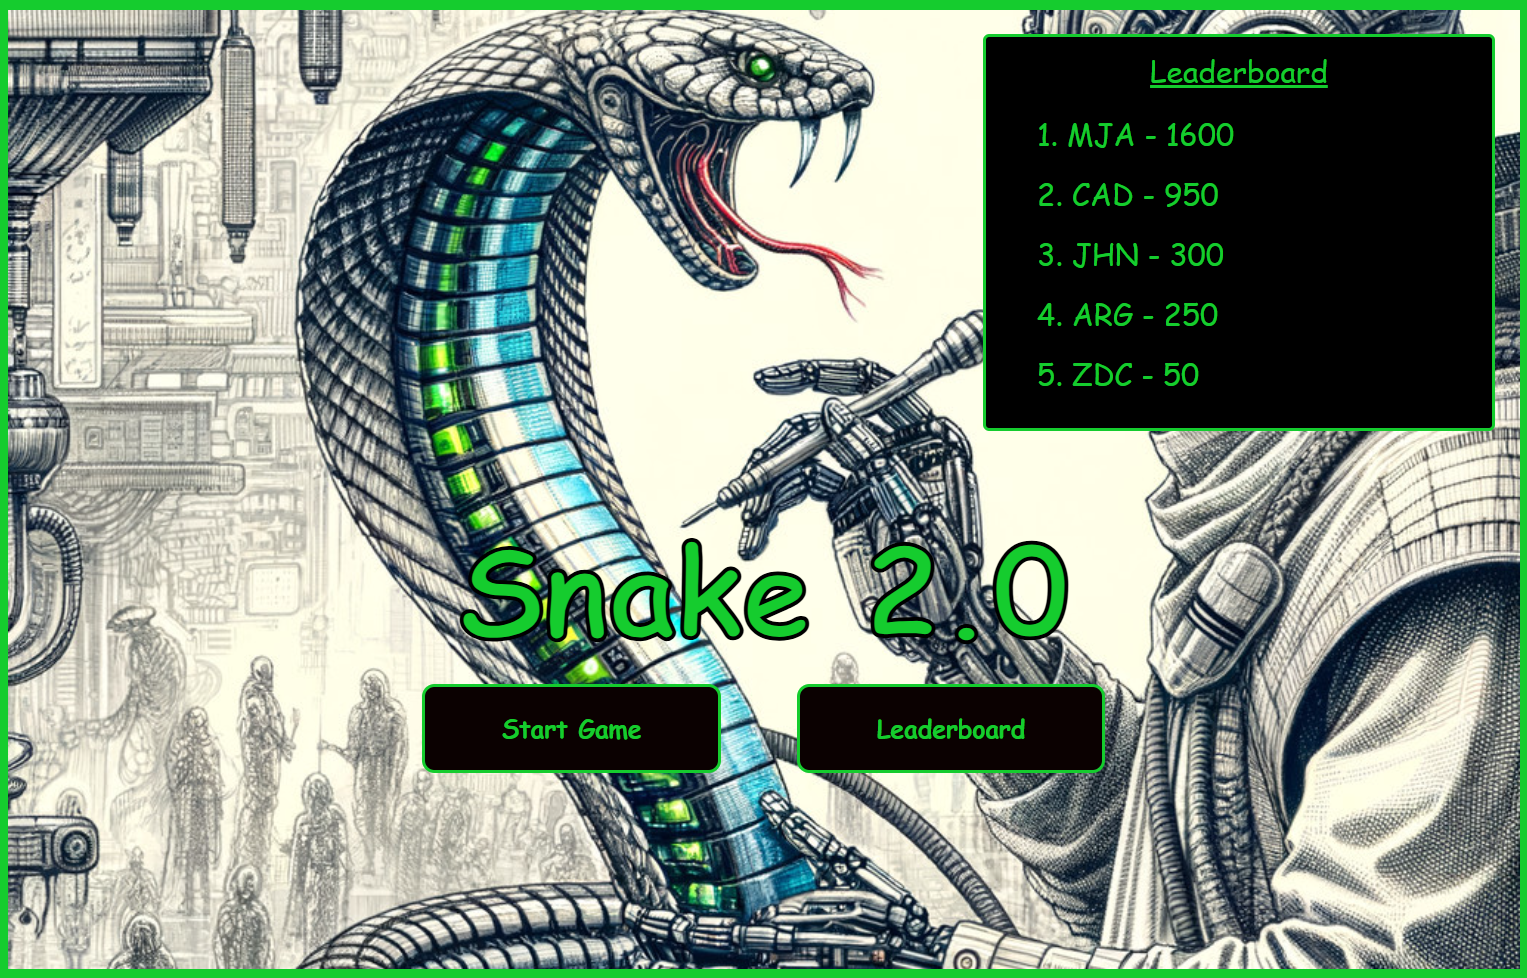 Leaderboard
1. MJA - 1600
2. CAD - 950
3. JHN - 300
4. ARG - 250
5. ZDC - 50
Snake 2.0
Start Game
Leaderboard